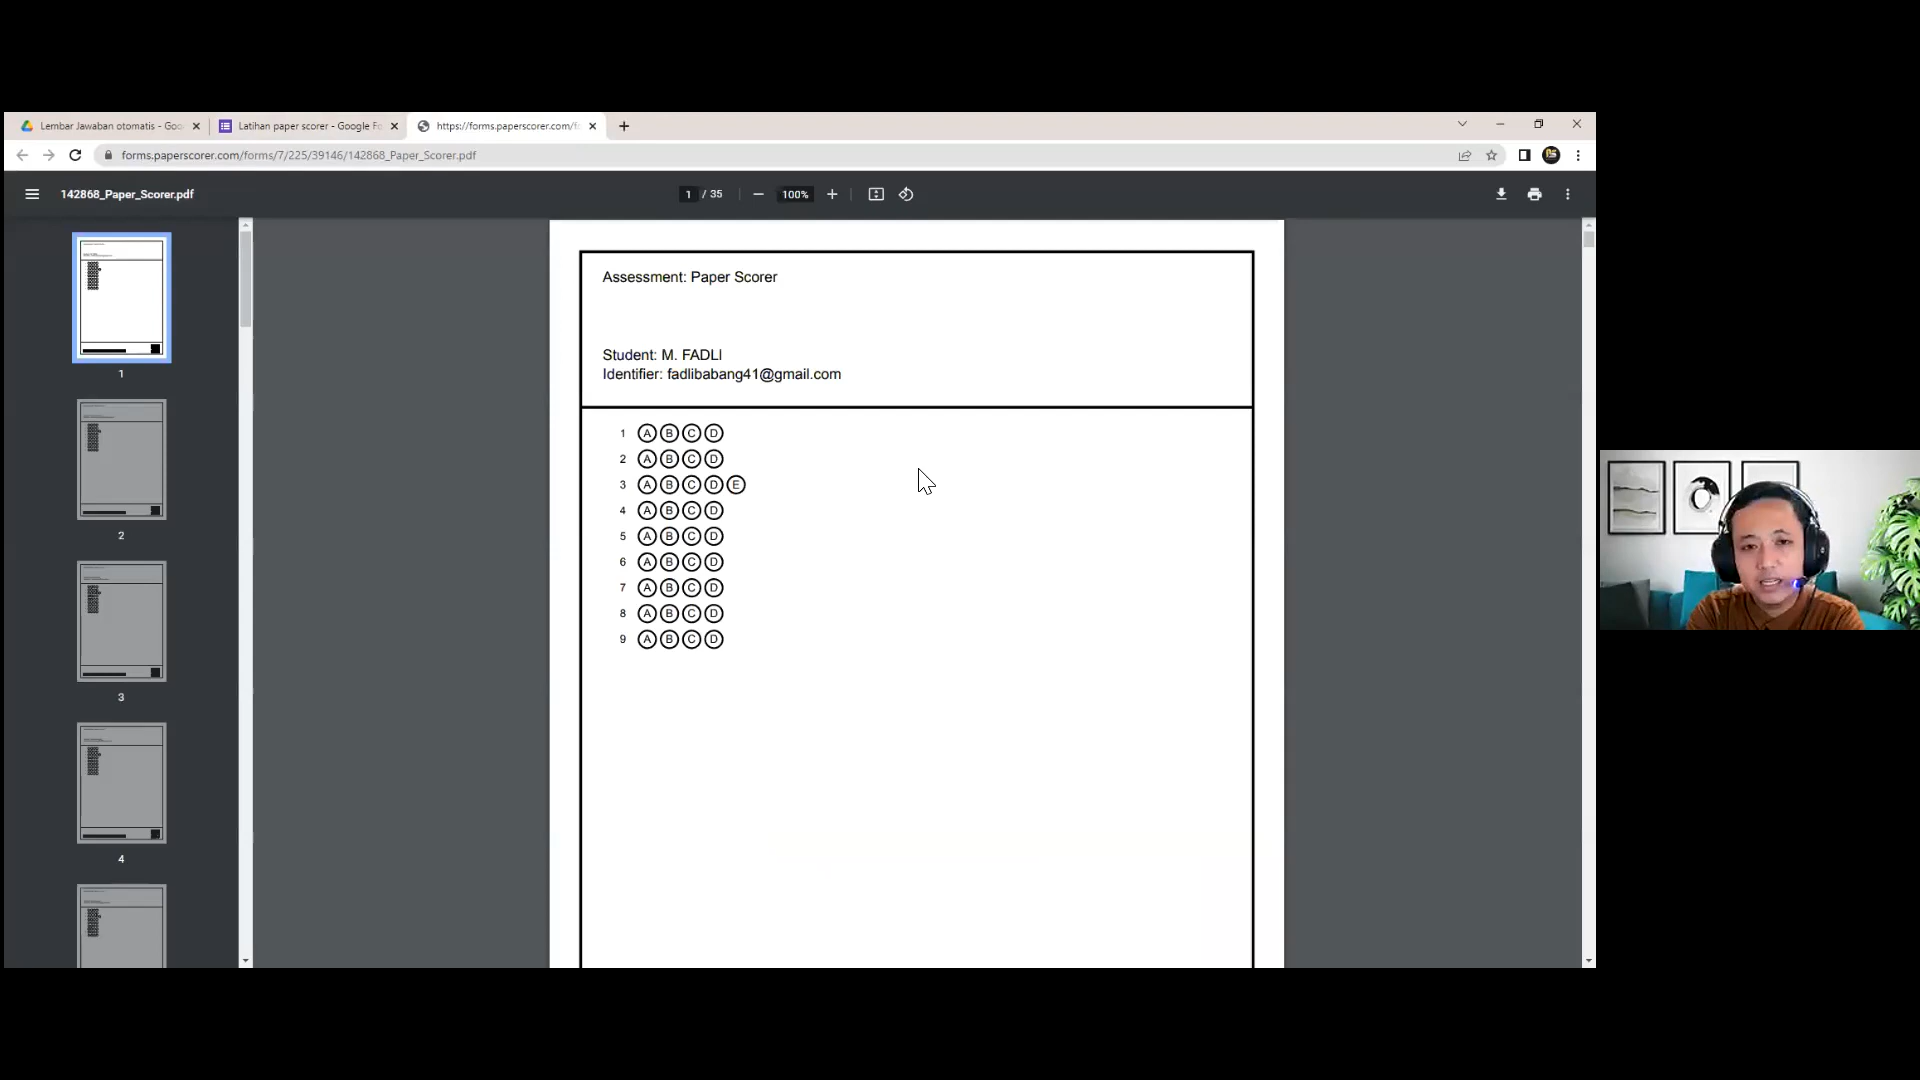 Lembar Jawaban otomatis - Goo
Latihan paper scorer - Google Fo
https://forms.paperscorer.com/f
forms.paperscorer.com/forms/7/225/39146/142868_Paper_Scorer.pdf
142868_Paper_Scorer.pdf
1 / 35
100%
Assessment: Paper Scorer
Student: M. FADLI
Identifier: fadlibabang41@gmail.com
1 A B C D
2 A B C D
3 A B C D E
4 A B C D
5 A B C D
6 A B C D
7 A B C D
8 A B C D
9 A B C D
1
2
3
4